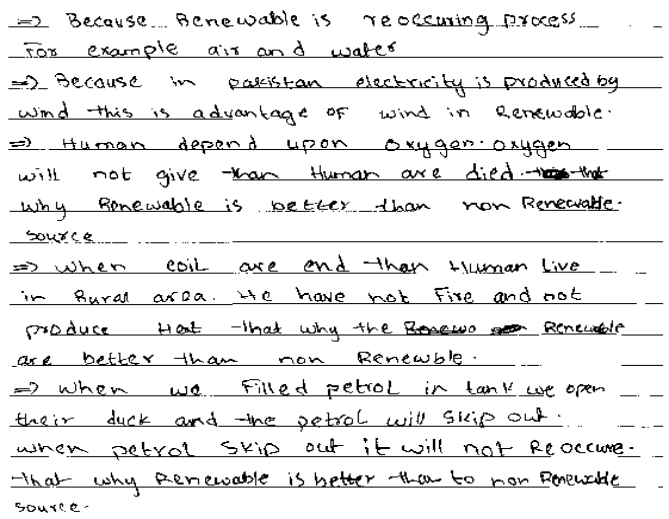 => Because Renewable is reoccuring process
For example air and water
=> Because in pakistan electricity is produced by
wind this is advantage of wind in Renewable.
=> Human depend upon oxygen. oxygen
will not give than Human are died.
why Renewable is better than non Renewable.
source
=> when coil are end than Human Live
in Rural area. He have not Fire and not
produce Heat that why the Renewable
are better than non Renewble.
=> when we Filled petrol in tank we open
their duck and the petrol will skip out.
when petrol skip out it will not Reoccure.
that why Renewable is better than to non Renewable
source.